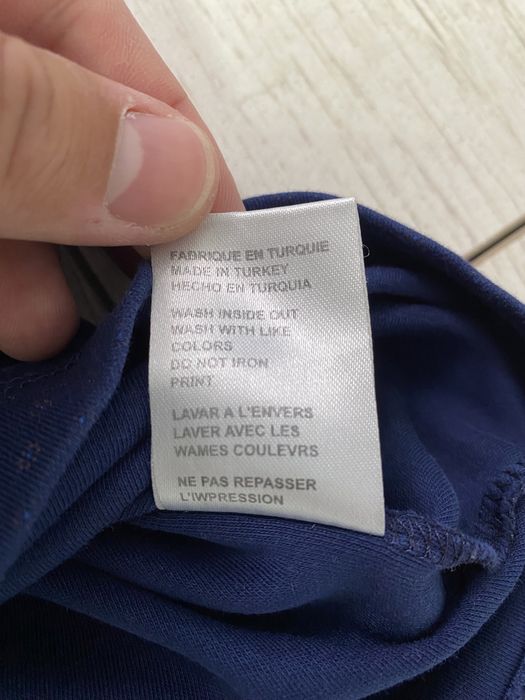 FABRIQUE EN TURQUIE
MADE IN TURKEY
HECHO EN TURQUIA
WASH INSIDE OUT
WASH WITH LIKE
COLORS
DO NOT IRON
PRINT
LAVAR A L'ENVERS
LAVER AVEC LES
WAMES COULEVRS
NE PAS REPASSER
L'IWPRESSION